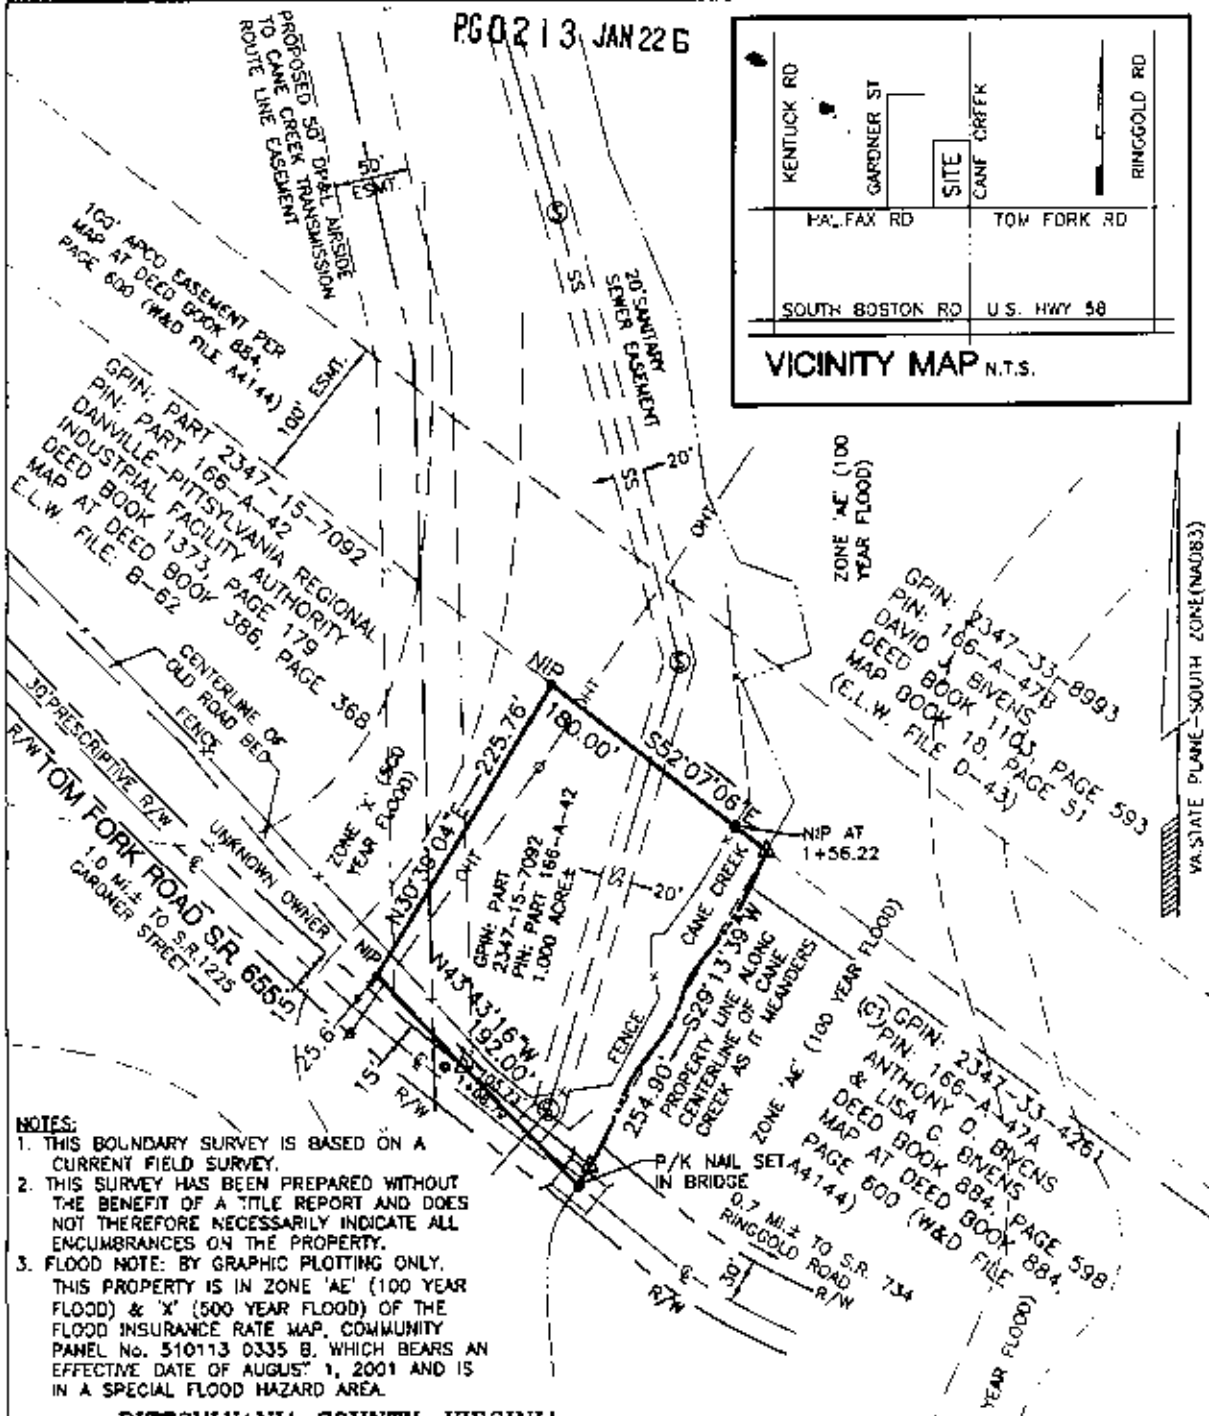 PG 0213 JAN 22 6
PROPOSED 50' DP&L AIRSIDE
TO CANE CREEK TRANSMISSION
ROUTE LINE EASEMENT
50'
ESMT.
KENTUCK RD
GARDNER ST
SITE
CANE CREEK
RINGGOLD RD
HALIFAX RD
TOM FORK RD
SOUTH BOSTON RD
U.S. HWY 58
VICINITY MAP N.T.S.
100' APCO EASEMENT PER
MAP AT DEED BOOK 884,
PAGE 600 (W&D FILE A4144)
100' ESMT.
20' SANITARY
SEWER EASEMENT
SS
SS
20'
OHT
ZONE 'AE' (100
YEAR FLOOD)
GPIN: PART 2347-15-7092
PIN: PART 166-A-42
DANVILLE-PITTSYLVANIA REGIONAL
INDUSTRIAL FACILITY AUTHORITY
DEED BOOK 1373, PAGE 179
MAP AT DEED BOOK 386, PAGE 368
E.L.W. FILE: B-62
GPIN: 2347-33-8993
PIN: 166-A-47B
DAVID J. BIVENS
DEED BOOK 1103, PAGE 593
MAP BOOK 18, PAGE 51
(E.L.W. FILE D-43)
VA. STATE PLANE-SOUTH ZONE(NAD83)
CENTERLINE OF
OLD ROAD BED
FENCE
30' PRESCRIPTIVE R/W
R/W
TOM FORK ROAD S.R. 655
1.0 MI.± TO S.R.1225
GARDNER STREET
UNKNOWN OWNER
ZONE 'X' (500
YEAR FLOOD)
NIP
OHT
225.76'
N30°38'04"E
180.00'
S52°07'06"E
NIP AT
1+56.22
OHT
GPIN: PART
2347-15-7092
PIN: PART 166-A-42
1.000 ACRE±
SS
20'
CANE CREEK
NIP
N43°43'16"W
192.00'
FENCE
254.90'
S29°13'39"W
PROPERTY LINE ALONG
CENTERLINE OF CANE
CREEK AS IT MEANDERS
ZONE 'AE' (100 YEAR FLOOD)
15'
15'
R/W
P/K NAIL SET
IN BRIDGE
(C1) GPIN: 2347-33-4261
(C) PIN: 166-A-47A
ANTHONY D. BIVENS
& LISA C. BIVENS
DEED BOOK 884, PAGE 598
MAP AT DEED BOOK 884,
PAGE 600 (W&D FILE
A4144)
0.7 MI.± TO S.R. 734
RINGGOLD ROAD
R/W
30'
R/W
YEAR FLOOD)
NOTES:
1. THIS BOUNDARY SURVEY IS BASED ON A
CURRENT FIELD SURVEY.
2. THIS SURVEY HAS BEEN PREPARED WITHOUT
THE BENEFIT OF A TITLE REPORT AND DOES
NOT THEREFORE NECESSARILY INDICATE ALL
ENCUMBRANCES ON THE PROPERTY.
3. FLOOD NOTE: BY GRAPHIC PLOTTING ONLY,
THIS PROPERTY IS IN ZONE 'AE' (100 YEAR
FLOOD) & 'X' (500 YEAR FLOOD) OF THE
FLOOD INSURANCE RATE MAP, COMMUNITY
PANEL No. 510113 0335 B, WHICH BEARS AN
EFFECTIVE DATE OF AUGUST 1, 2001 AND IS
IN A SPECIAL FLOOD HAZARD AREA.